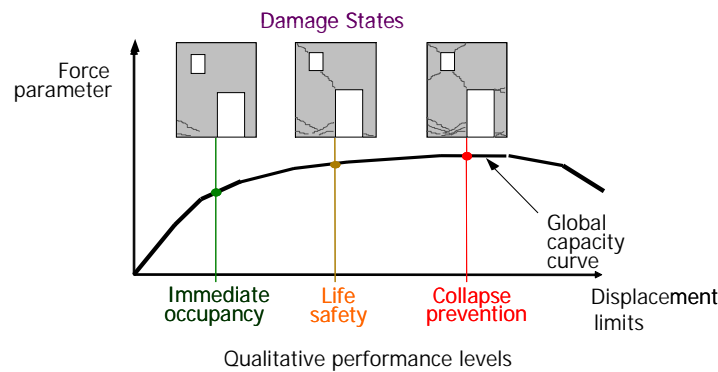 Damage States
Force
parameter
Global
capacity
curve
Immediate
occupancy
Life
safety
Collapse
prevention
Displacement
limits
Qualitative performance levels